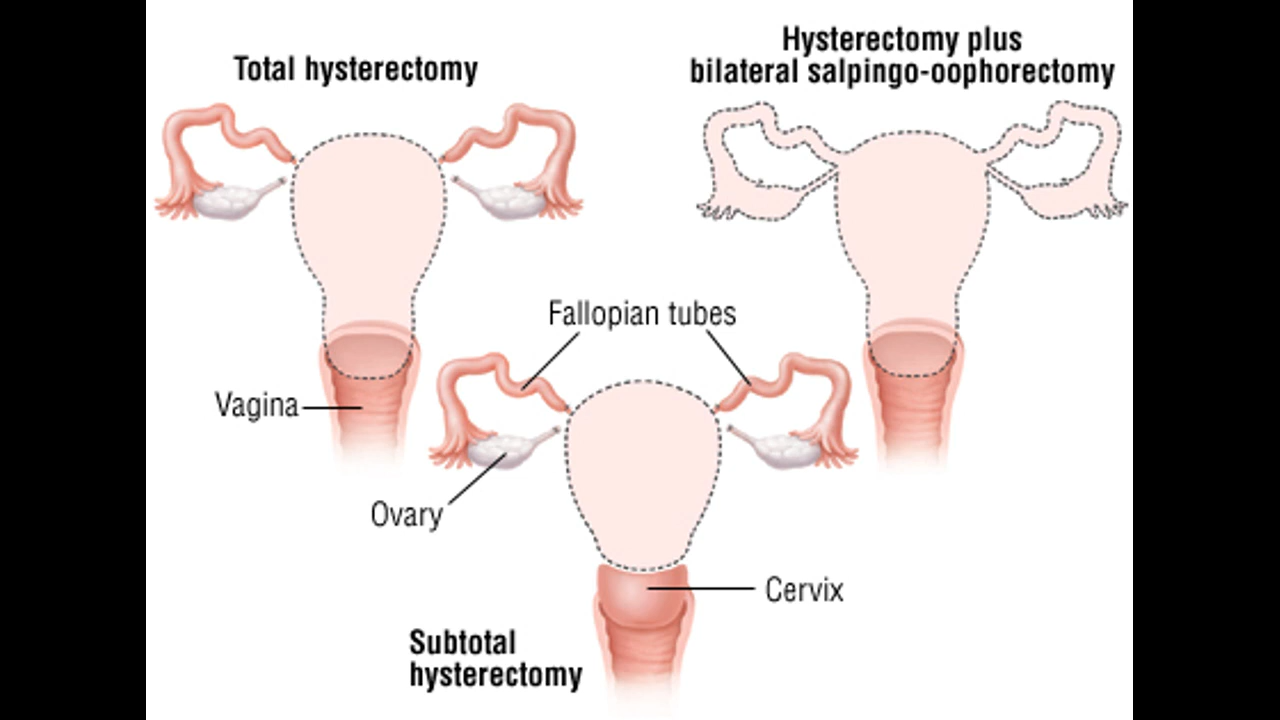 Total hysterectomy
Hysterectomy plus
bilateral salpingo-oophorectomy
Fallopian tubes
Vagina
Ovary
Cervix
Subtotal
hysterectomy